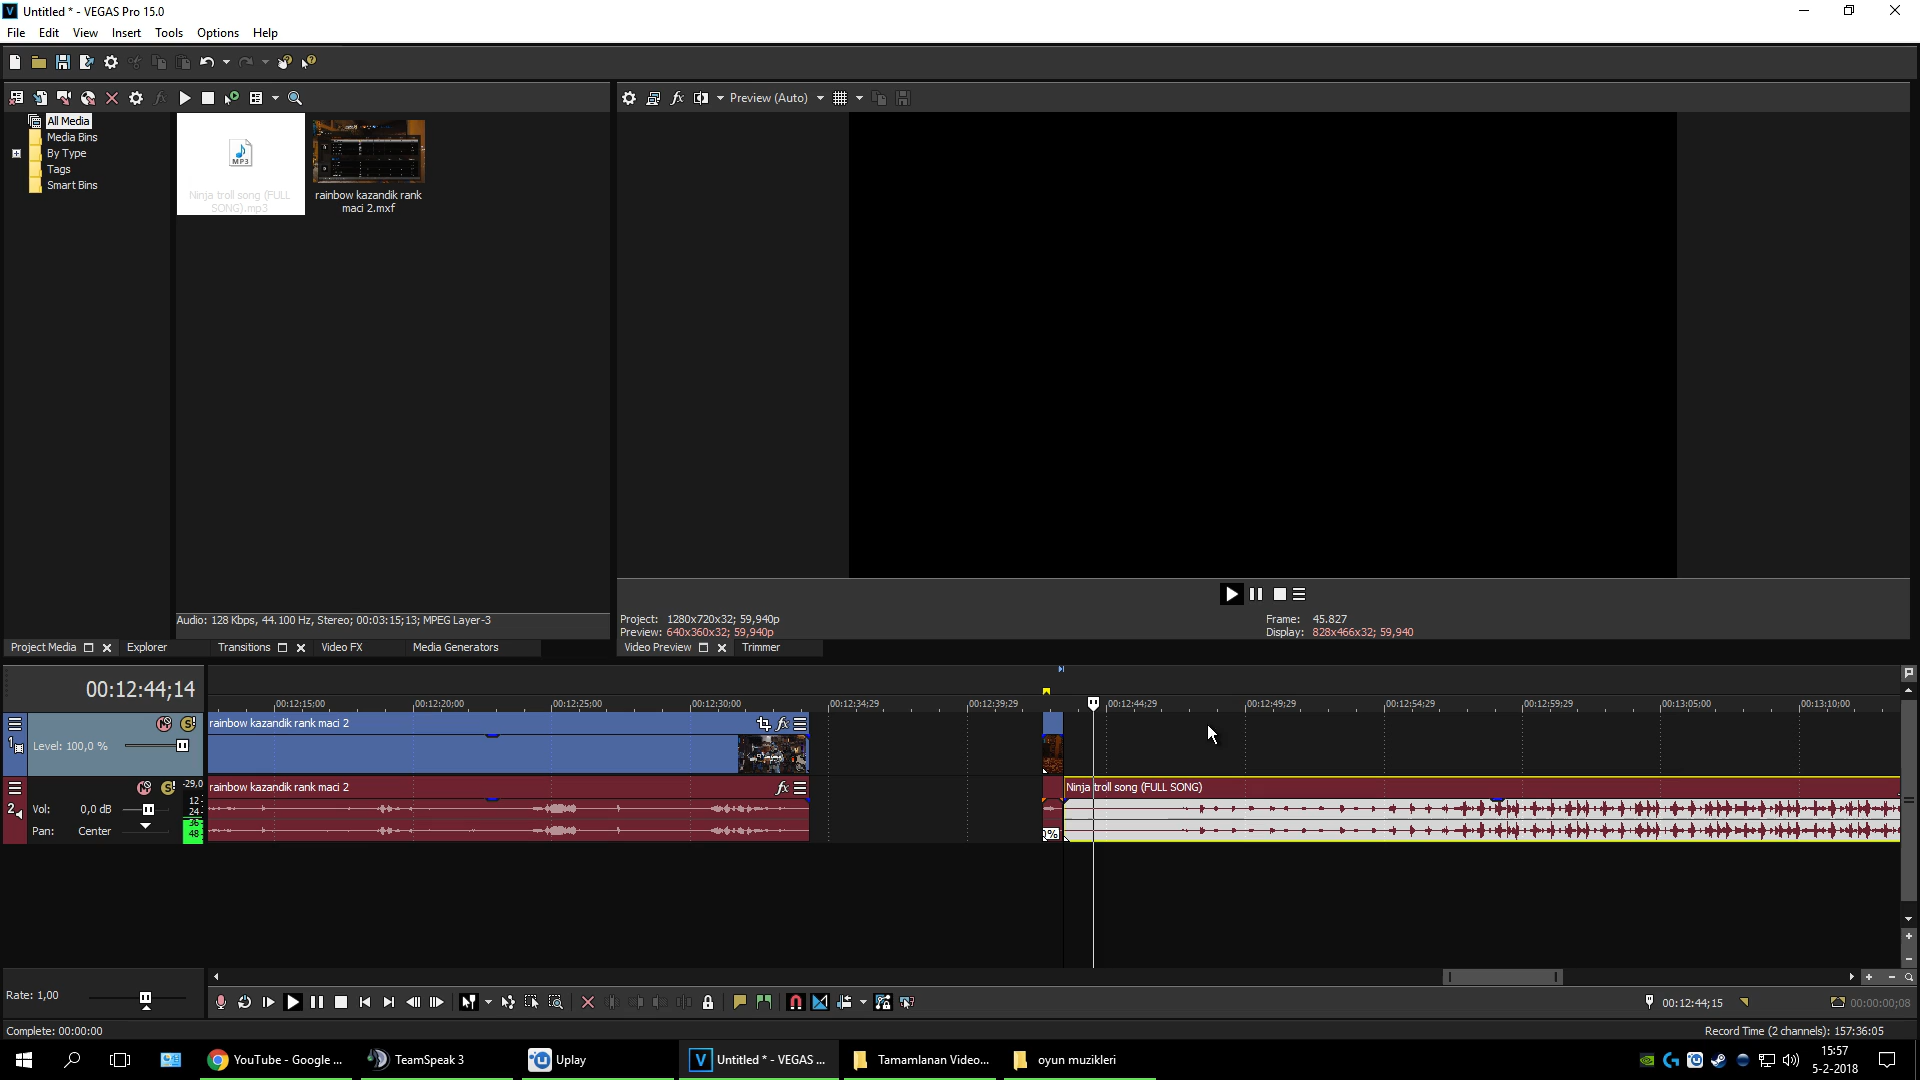 Untitled * - VEGAS Pro 15.0
File Edit View Insert Tools Options Help
Preview (Auto)
All Media
Media Bins
By Type
Tags
Smart Bins
MP3
Ninja troll song (FULL
SONG).mp3
rainbow kazandik rank
maci 2.mxf
Audio: 128 Kbps, 44.100 Hz, Stereo; 00:03:15;13; MPEG Layer-3
Project: 1280x720x32; 59,940p
Preview: 640x360x32; 59,940p
Frame: 45.827
Display: 828x466x32; 59,940
Project Media Explorer Transitions Video FX Media Generators
Video Preview Trimmer
00:12:44;14
00:12:15;00 00:12:20;00 00:12:25;00 00:12:30;00 00:12:34;29 00:12:39;29 00:12:44;29 00:12:49;29 00:12:54;29 00:12:59;29 00:13:05;00 00:13:10;00
1
Level: 100,0 %
rainbow kazandik rank maci 2
2
Vol: 0,0 dB
Pan: Center
-29,0
12
24
36
48
rainbow kazandik rank maci 2
Ninja troll song (FULL SONG)
Rate: 1,00
00:12:44;15
00:00:00;08
Complete: 00:00:00
Record Time (2 channels): 157:36:05
YouTube - Google ...
TeamSpeak 3
Uplay
Untitled * - VEGAS ...
Tamamlanan Video...
oyun muzikleri
15:57
5-2-2018